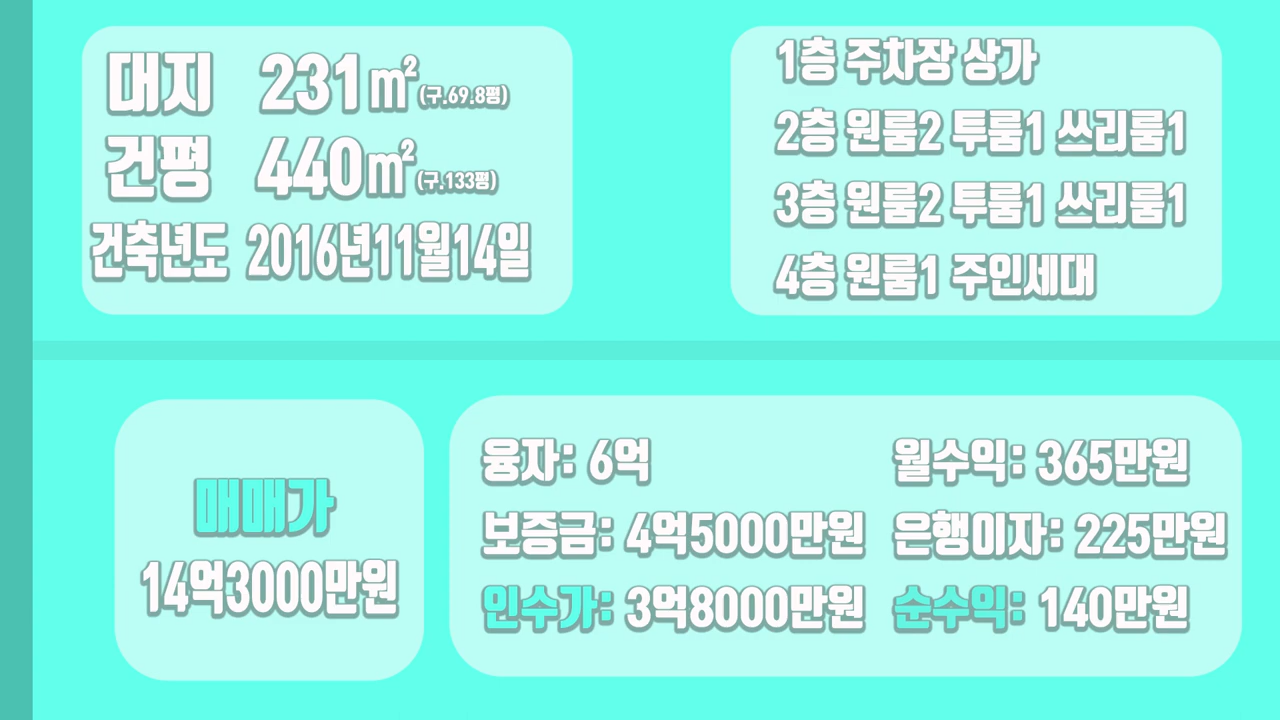 대지 231㎡(구.69.8평)
건평 440㎡(구.133평)
건축년도 2016년11월14일
1층 주차장 상가
2층 원룸2 투룸1 쓰리룸1
3층 원룸2 투룸1 쓰리룸1
4층 원룸1 주인세대
매매가
14억3000만원
융자: 6억
보증금: 4억5000만원
인수가: 3억8000만원
월수익: 365만원
은행이자: 225만원
순수익: 140만원